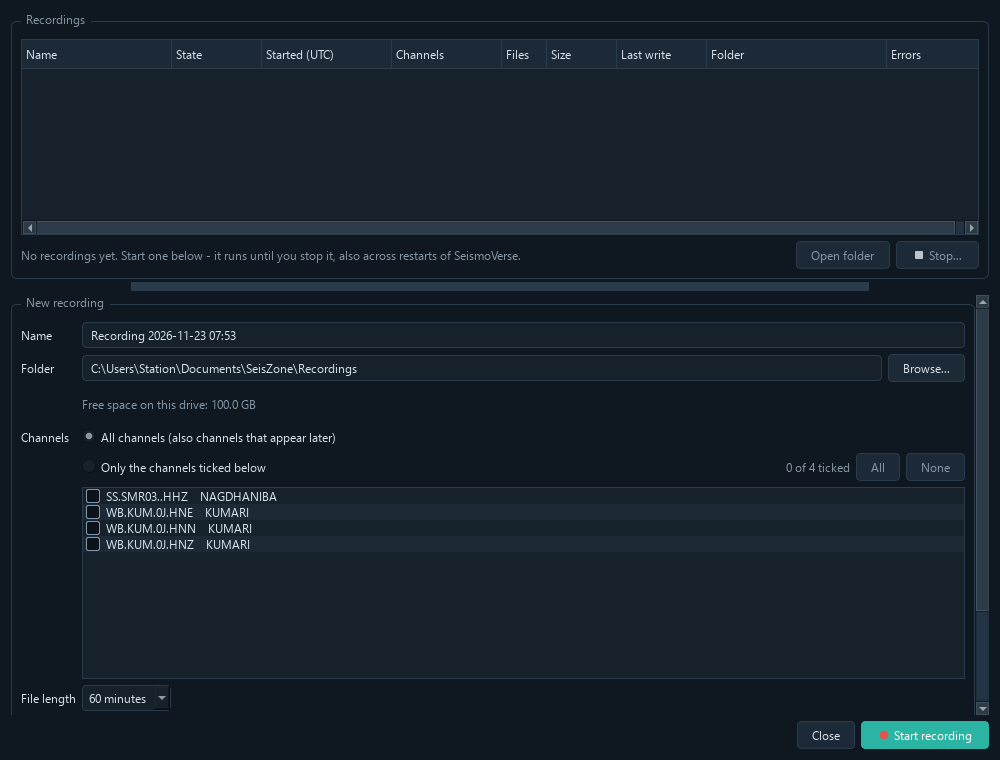 Recordings
Name State Started (UTC) Channels Files Size Last write Folder Errors
No recordings yet. Start one below - it runs until you stop it, also across restarts of SeismoVerse.
Open folder Stop...
New recording
Name Recording 2026-11-23 07:53
Folder C:\Users\Station\Documents\SeisZone\Recordings Browse...
Free space on this drive: 100.0 GB
Channels All channels (also channels that appear later)
Only the channels ticked below 0 of 4 ticked All None
SS.SMR03..HHZ NAGDHANIBA
WB.KUM.0J.HNE KUMARI
WB.KUM.0J.HNN KUMARI
WB.KUM.0J.HNZ KUMARI
File length 60 minutes
Close Start recording